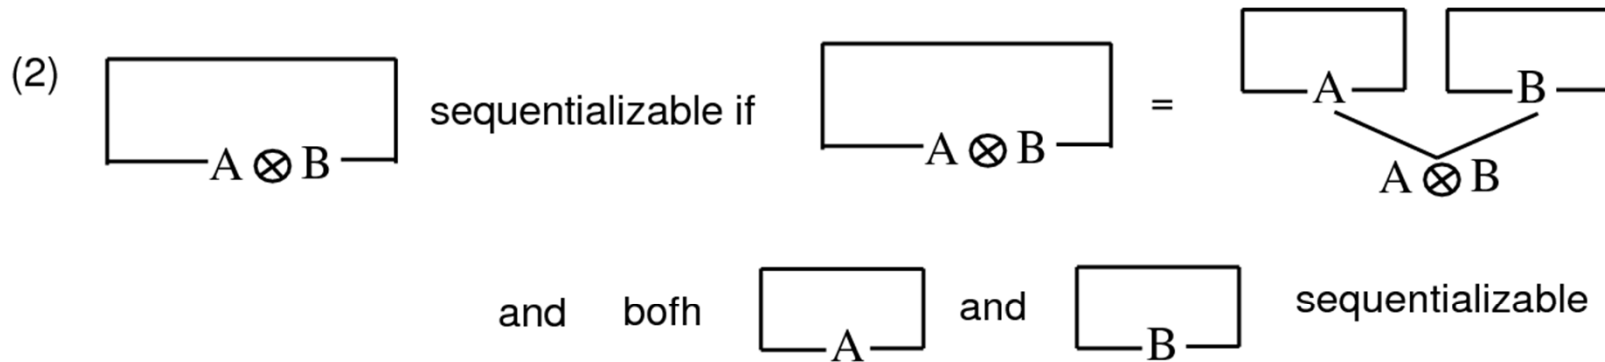 (2) A ⊗ B sequentializable if A ⊗ B = A B
A ⊗ B
and bofh A and B sequentializable